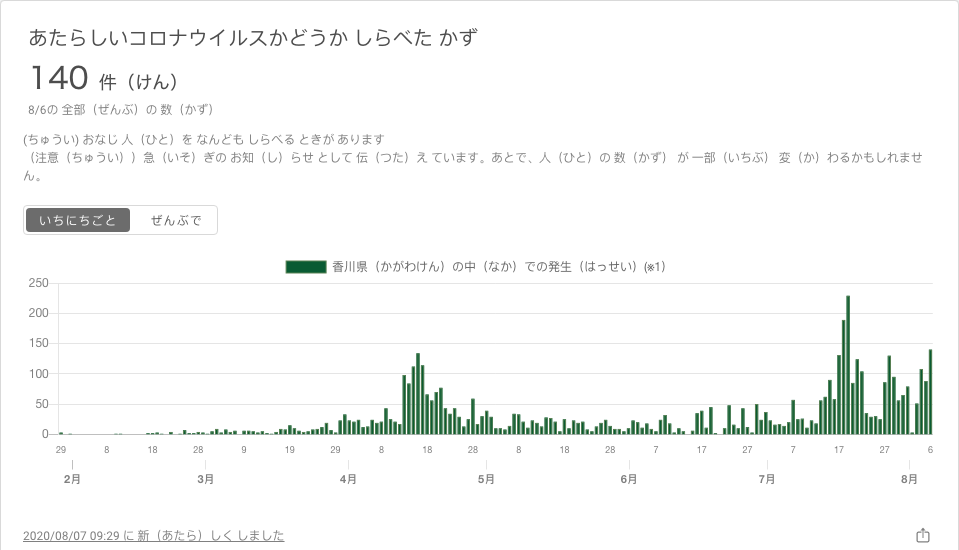 あたらしいコロナウイルスかどうか しらべた かず
140 件（けん）
8/6の 全部（ぜんぶ）の 数（かず）
(ちゅうい) おなじ 人（ひと）を なんども しらべる ときが あります
（注意（ちゅうい））急（いそ）ぎの お知（し）らせ として 伝（つた）え ています。あとで、人（ひと）の 数（かず） が 一部（いちぶ） 変（か）わるかもしれませ
ん。
いちにちごと ぜんぶで
香川県（かがわけん）の中（なか）での発生（はっせい）(※1)
250
200
150
100
50
0
29 8 18 28 9 19 29 8 18 28 8 18 28 7 17 27 7 17 27 6
2月 3月 4月 5月 6月 7月 8月
2020/08/07 09:29 に 新（あたら）しく しました